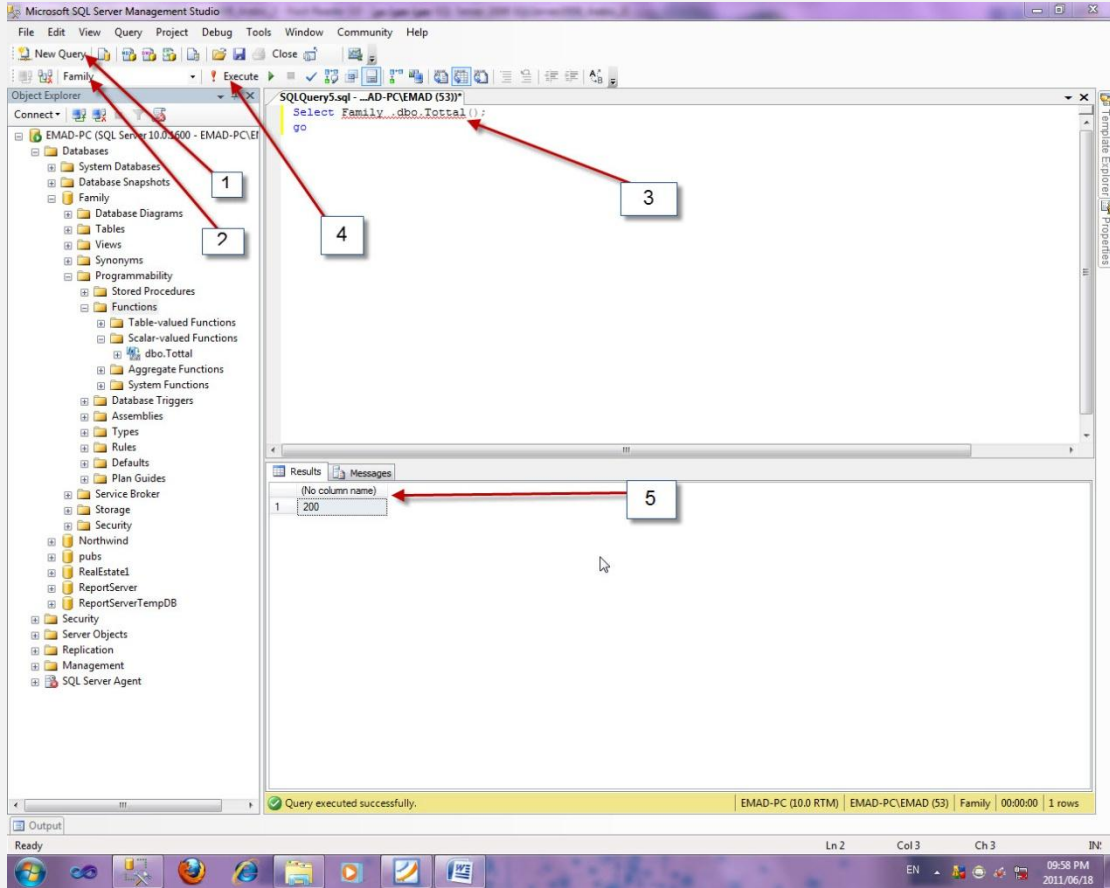 Microsoft SQL Server Management Studio
File Edit View Query Project Debug Tools Window Community Help
New Query Close
Family Execute
Object Explorer
Connect
EMAD-PC (SQL Server 10.0.1600 - EMAD-PC\EM
Databases
System Databases
Database Snapshots
Family
Database Diagrams
Tables
Views
Synonyms
Programmability
Stored Procedures
Functions
Table-valued Functions
Scalar-valued Functions
dbo.Tottal
Aggregate Functions
System Functions
Database Triggers
Assemblies
Types
Rules
Defaults
Plan Guides
Service Broker
Storage
Security
Northwind
pubs
RealEstate1
ReportServer
ReportServerTempDB
Security
Server Objects
Replication
Management
SQL Server Agent
1
2
4
SQLQuery5.sql - ...AD-PC\EMAD (53))*
Select Family .dbo.Tottal();
go
3
Results Messages
(No column name)
1 200
5
Query executed successfully. EMAD-PC (10.0 RTM) EMAD-PC\EMAD (53) Family 00:00:00 1 rows
Template Explorer
Properties
Output
Ready Ln 2 Col 3 Ch 3 INS
EN 09:58 PM
2011/06/18